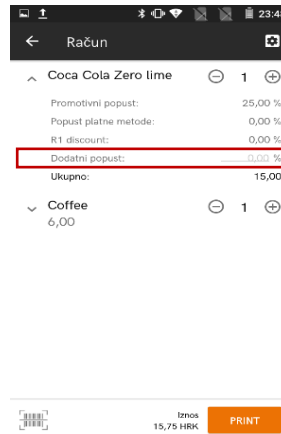 23:4
Račun
Coca Cola Zero lime 1
Promotivni popust: 25,00 %
Popust platne metode: 0,00 %
R1 discount: 0,00 %
Dodatni popust: 0,00 %
Ukupno: 15,00
Coffee 1
6,00
Iznos
15,75 HRK
PRINT